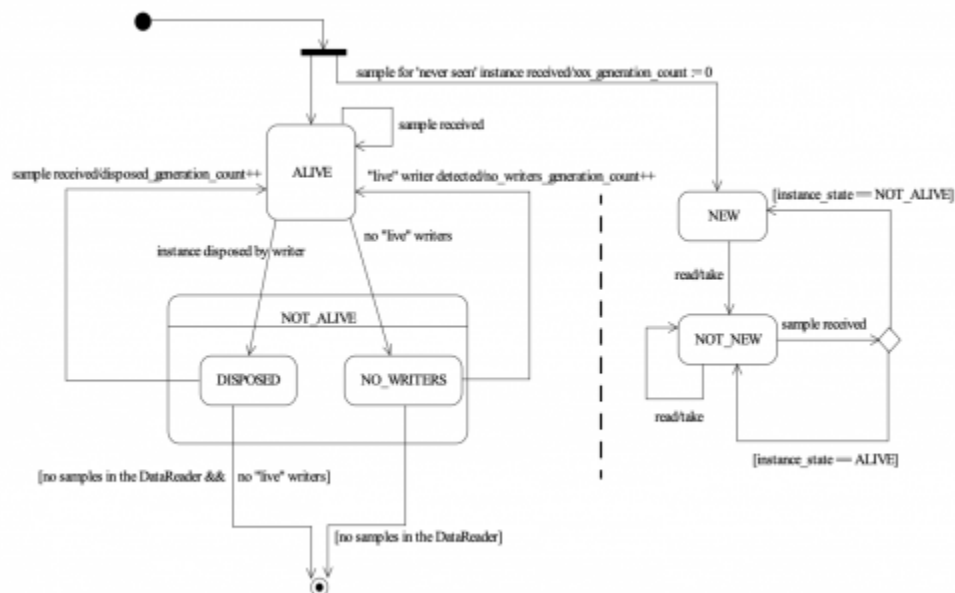 sample for 'never seen' instance received/xxx_generation_count := 0
sample received
ALIVE
sample received/disposed_generation_count++
"live" writer detected/no_writers_generation_count++
[instance_state == NOT_ALIVE]
NEW
no "live" writers
instance disposed by writer
read/take
NOT_ALIVE
sample received
NOT_NEW
DISPOSED
NO_WRITERS
read/take
[instance_state == ALIVE]
[no samples in the DataReader && no "live" writers]
[no samples in the DataReader]